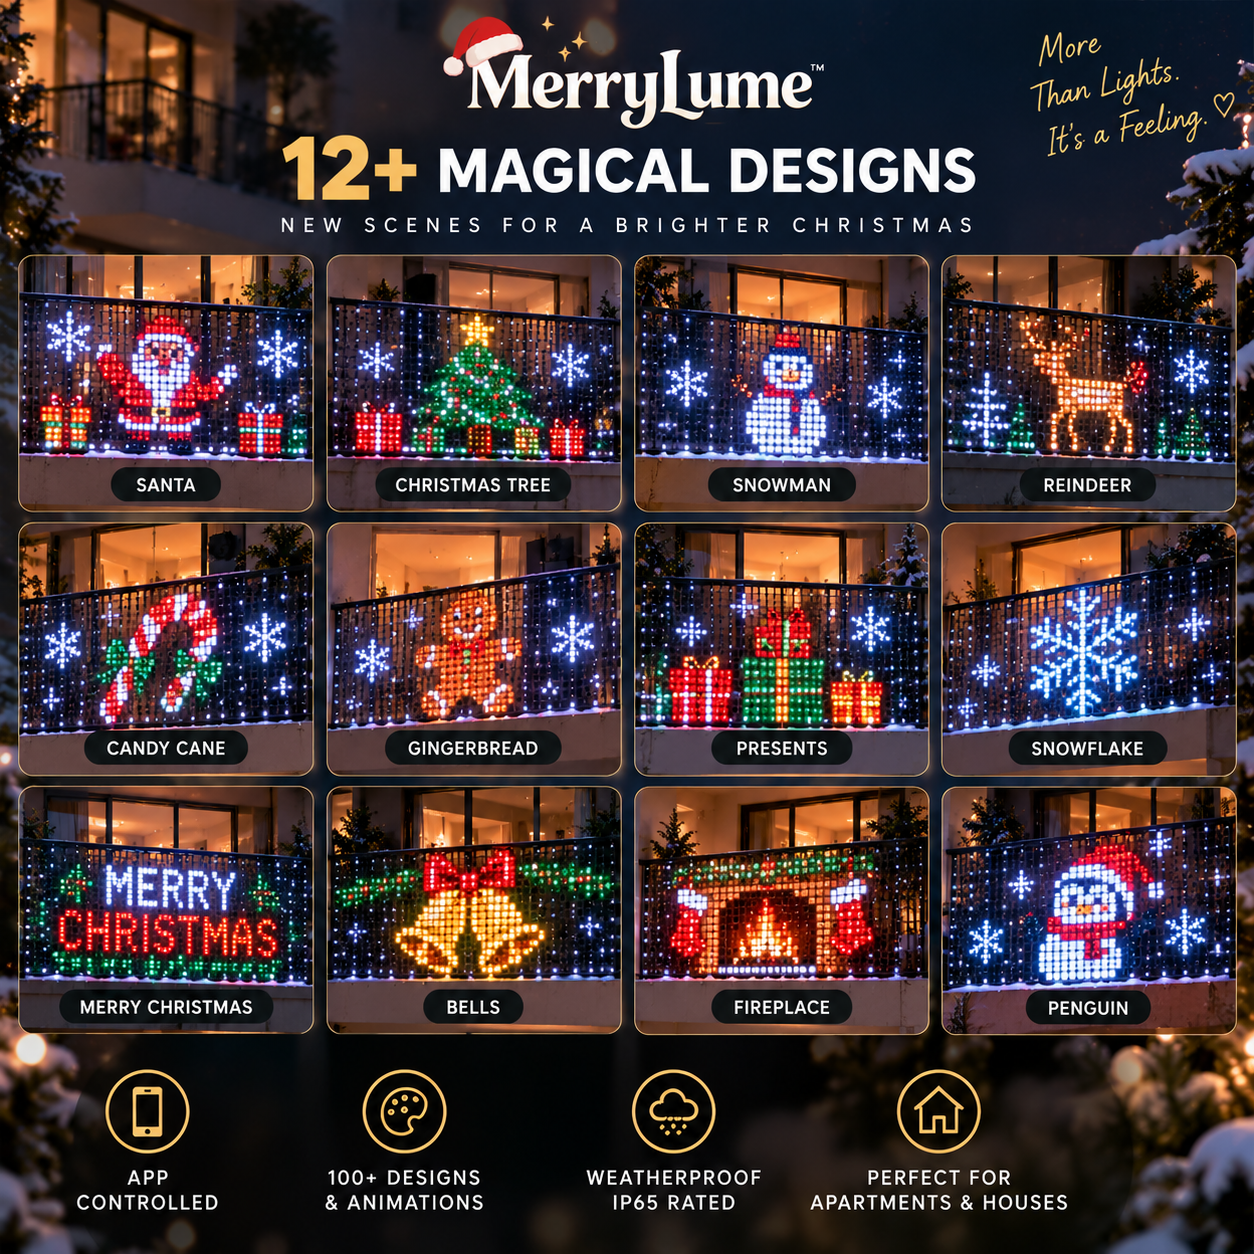 MerryLume™
More
Than Lights.
It's a Feeling.
12+ MAGICAL DESIGNS
NEW SCENES FOR A BRIGHTER CHRISTMAS
SANTA
CHRISTMAS TREE
SNOWMAN
REINDEER
CANDY CANE
GINGERBREAD
PRESENTS
SNOWFLAKE
MERRY
CHRISTMAS
MERRY CHRISTMAS
BELLS
FIREPLACE
PENGUIN
APP
CONTROLLED
100+ DESIGNS
& ANIMATIONS
WEATHERPROOF
IP65 RATED
PERFECT FOR
APARTMENTS & HOUSES